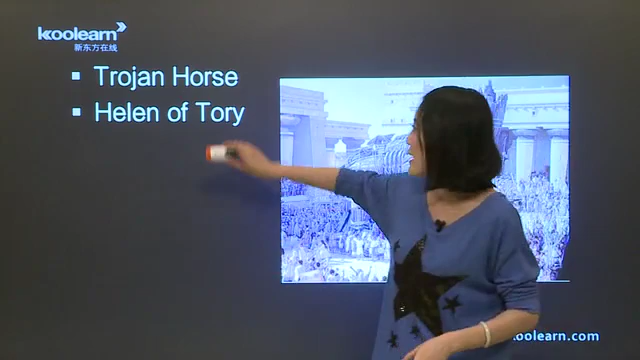 koolearn
新东方在线
Trojan Horse
Helen of Tory
koolearn.com